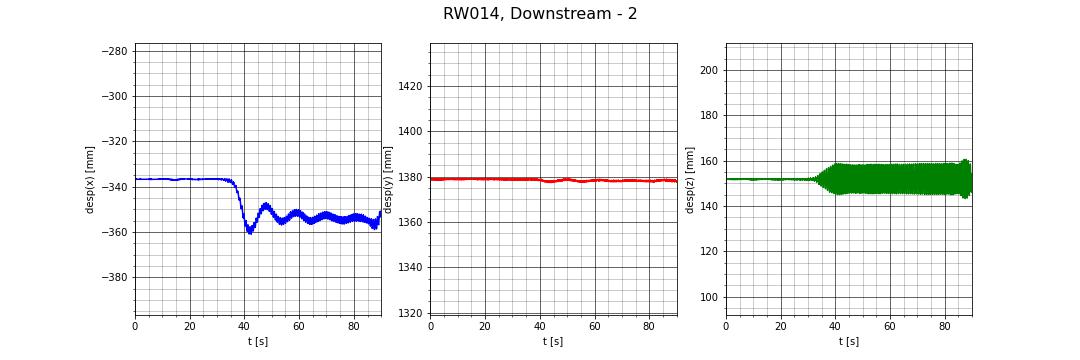 RW014, Downstream - 2
desp(x) [mm]
−280
−300
−320
−340
−360
−380
0 20 40 60 80
t [s]
desp(y) [mm]
1420
1400
1380
1360
1340
1320
0 20 40 60 80
t [s]
desp(z) [mm]
200
180
160
140
120
100
0 20 40 60 80
t [s]